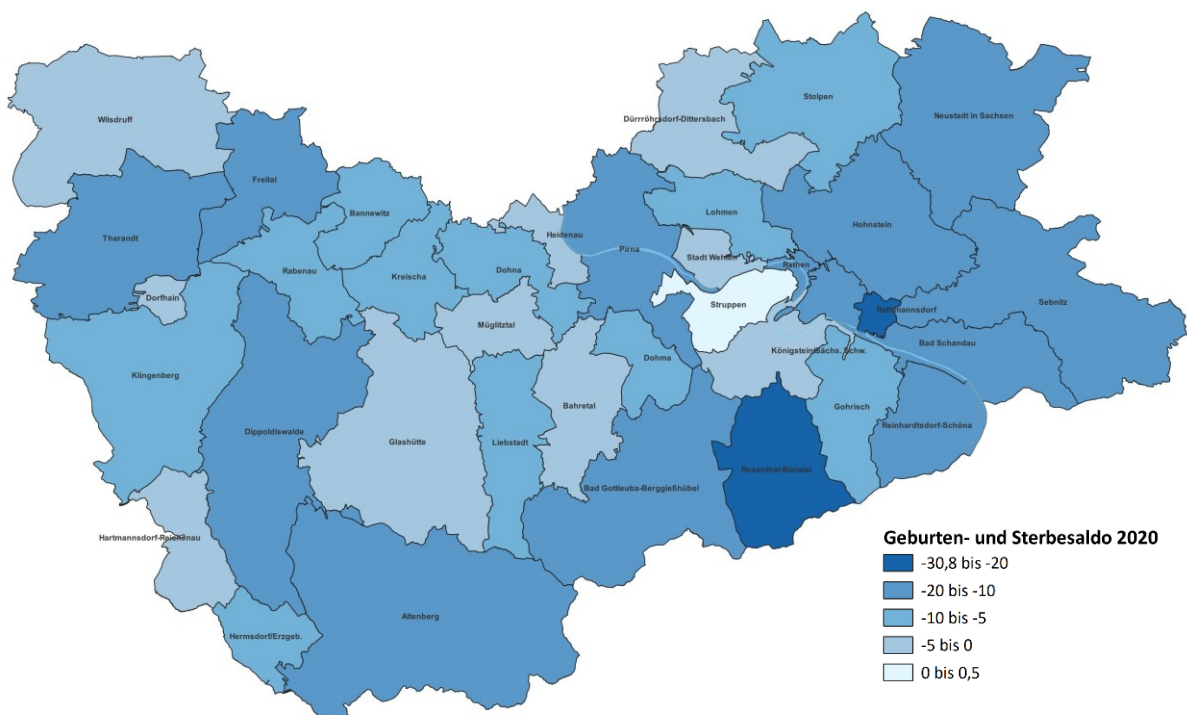 Wilsdruff
Stolpen
Dürrröhrsdorf-Dittersbach
Neustadt in Sachsen
Freital
Bannewitz
Lohmen
Hohnstein
Tharandt
Heidenau
Pirna
Stadt Wehlen
Rathen
Rabenau
Kreischa
Dohna
Dorfhain
Struppen
Rathmannsdorf
Sebnitz
Müglitztal
Bad Schandau
Königstein/Sächs. Schw.
Dohma
Klingenberg
Bahretal
Gohrisch
Reinhardtsdorf-Schöna
Dippoldiswalde
Glashütte
Liebstadt
Rosenthal-Bielatal
Bad Gottleuba-Berggießhübel
Hartmannsdorf-Reichenau
Altenberg
Hermsdorf/Erzgeb.
Geburten- und Sterbesaldo 2020
-30,8 bis -20
-20 bis -10
-10 bis -5
-5 bis 0
0 bis 0,5